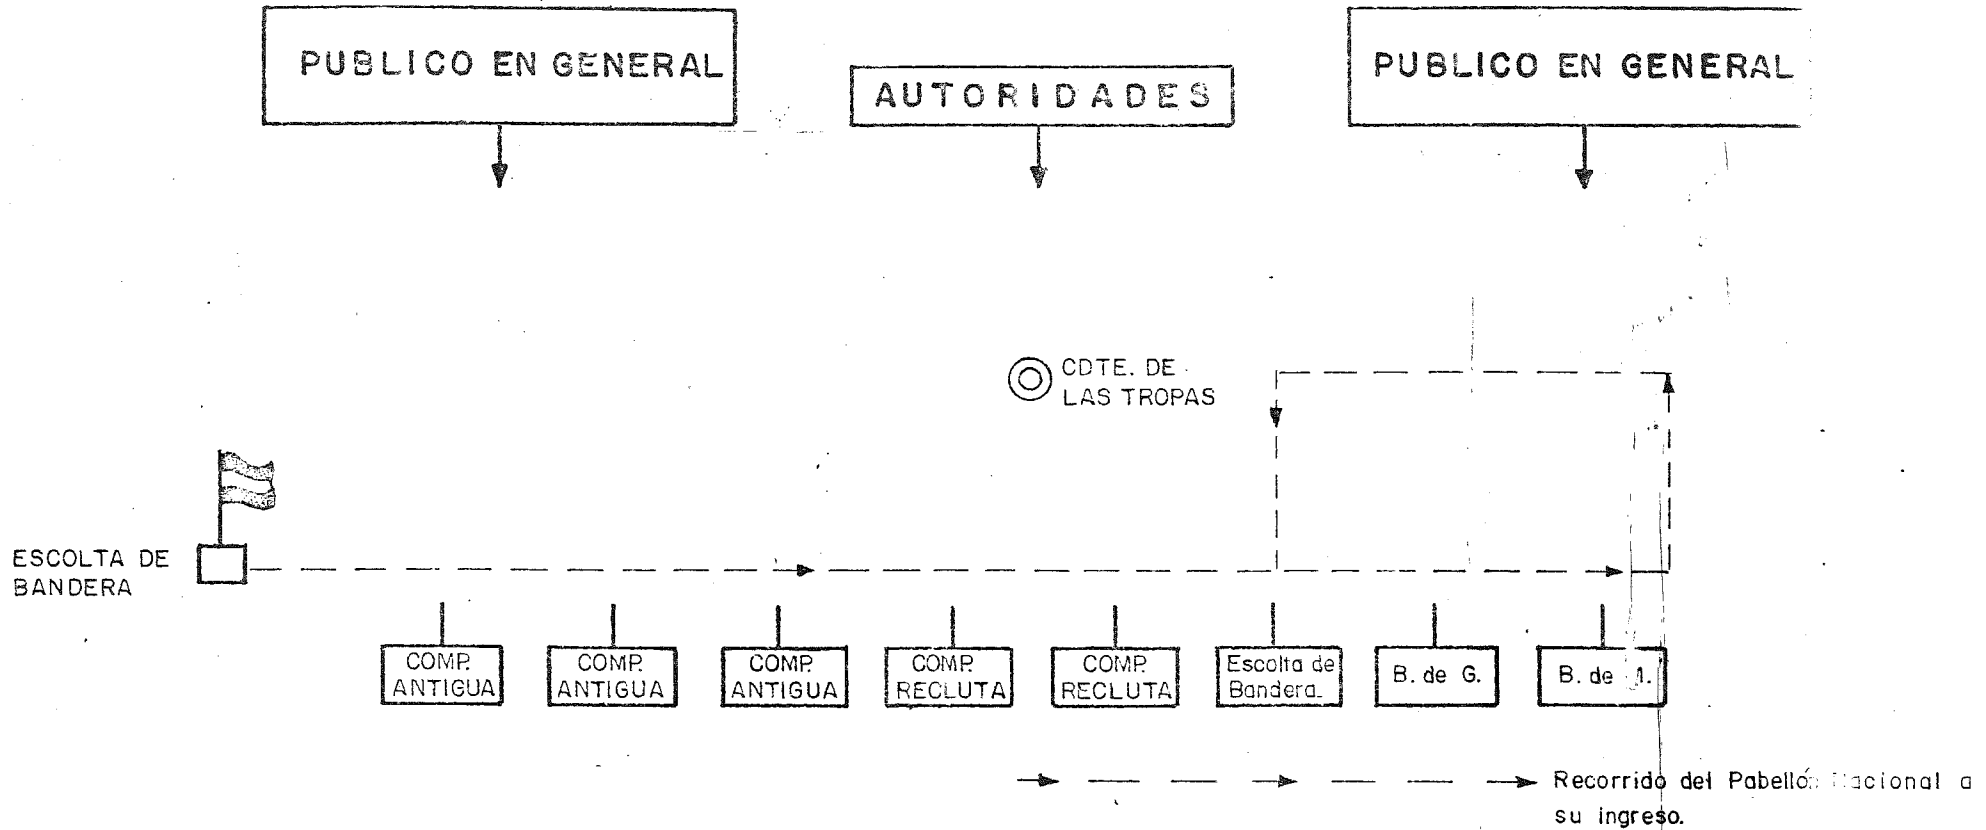 PUBLICO EN GENERAL
AUTORIDADES
PUBLICO EN GENERAL
CDTE. DE
LAS TROPAS
ESCOLTA DE
BANDERA
COMP.
ANTIGUA
COMP.
ANTIGUA
COMP.
ANTIGUA
COMP.
RECLUTA
COMP.
RECLUTA
Escolta de
Bandera.
B. de G.
B. de
Recorrido del Pabellón Nacional a
su ingreso.